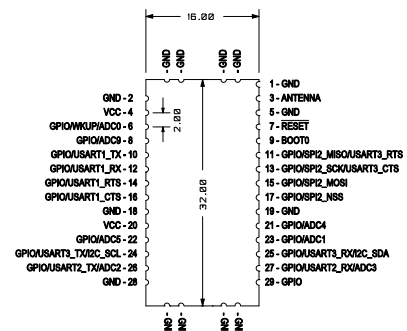 16.00
-GND
-GND
-GND
-GND
1 - GND
GND - 2
3 - ANTENNA
VCC - 4
5 - GND
GPIO/WKUP/ADC0 - 6
7 - RESET
GPIO/ADC9 - 8
9 - BOOT0
GPIO/USART1_TX - 10
11 - GPIO/SPI2_MISO/USART3_RTS
GPIO/USART1_RX - 12
13 - GPIO/SPI2_SCK/USART3_CTS
GPIO/USART1_RTS - 14
15 - GPIO/SPI2_MOSI
GPIO/USART1_CTS - 16
17 - GPIO/SPI2_NSS
GND - 18
19 - GND
VCC - 20
21 - GPIO/ADC4
GPIO/ADC5 - 22
23 - GPIO/ADC1
GPIO/USART3_TX/I2C_SCL - 24
25 - GPIO/USART3_RX/I2C_SDA
GPIO/USART2_TX/ADC2 - 26
27 - GPIO/USART2_RX/ADC3
GND - 28
29 - GPIO
2.00
32.00